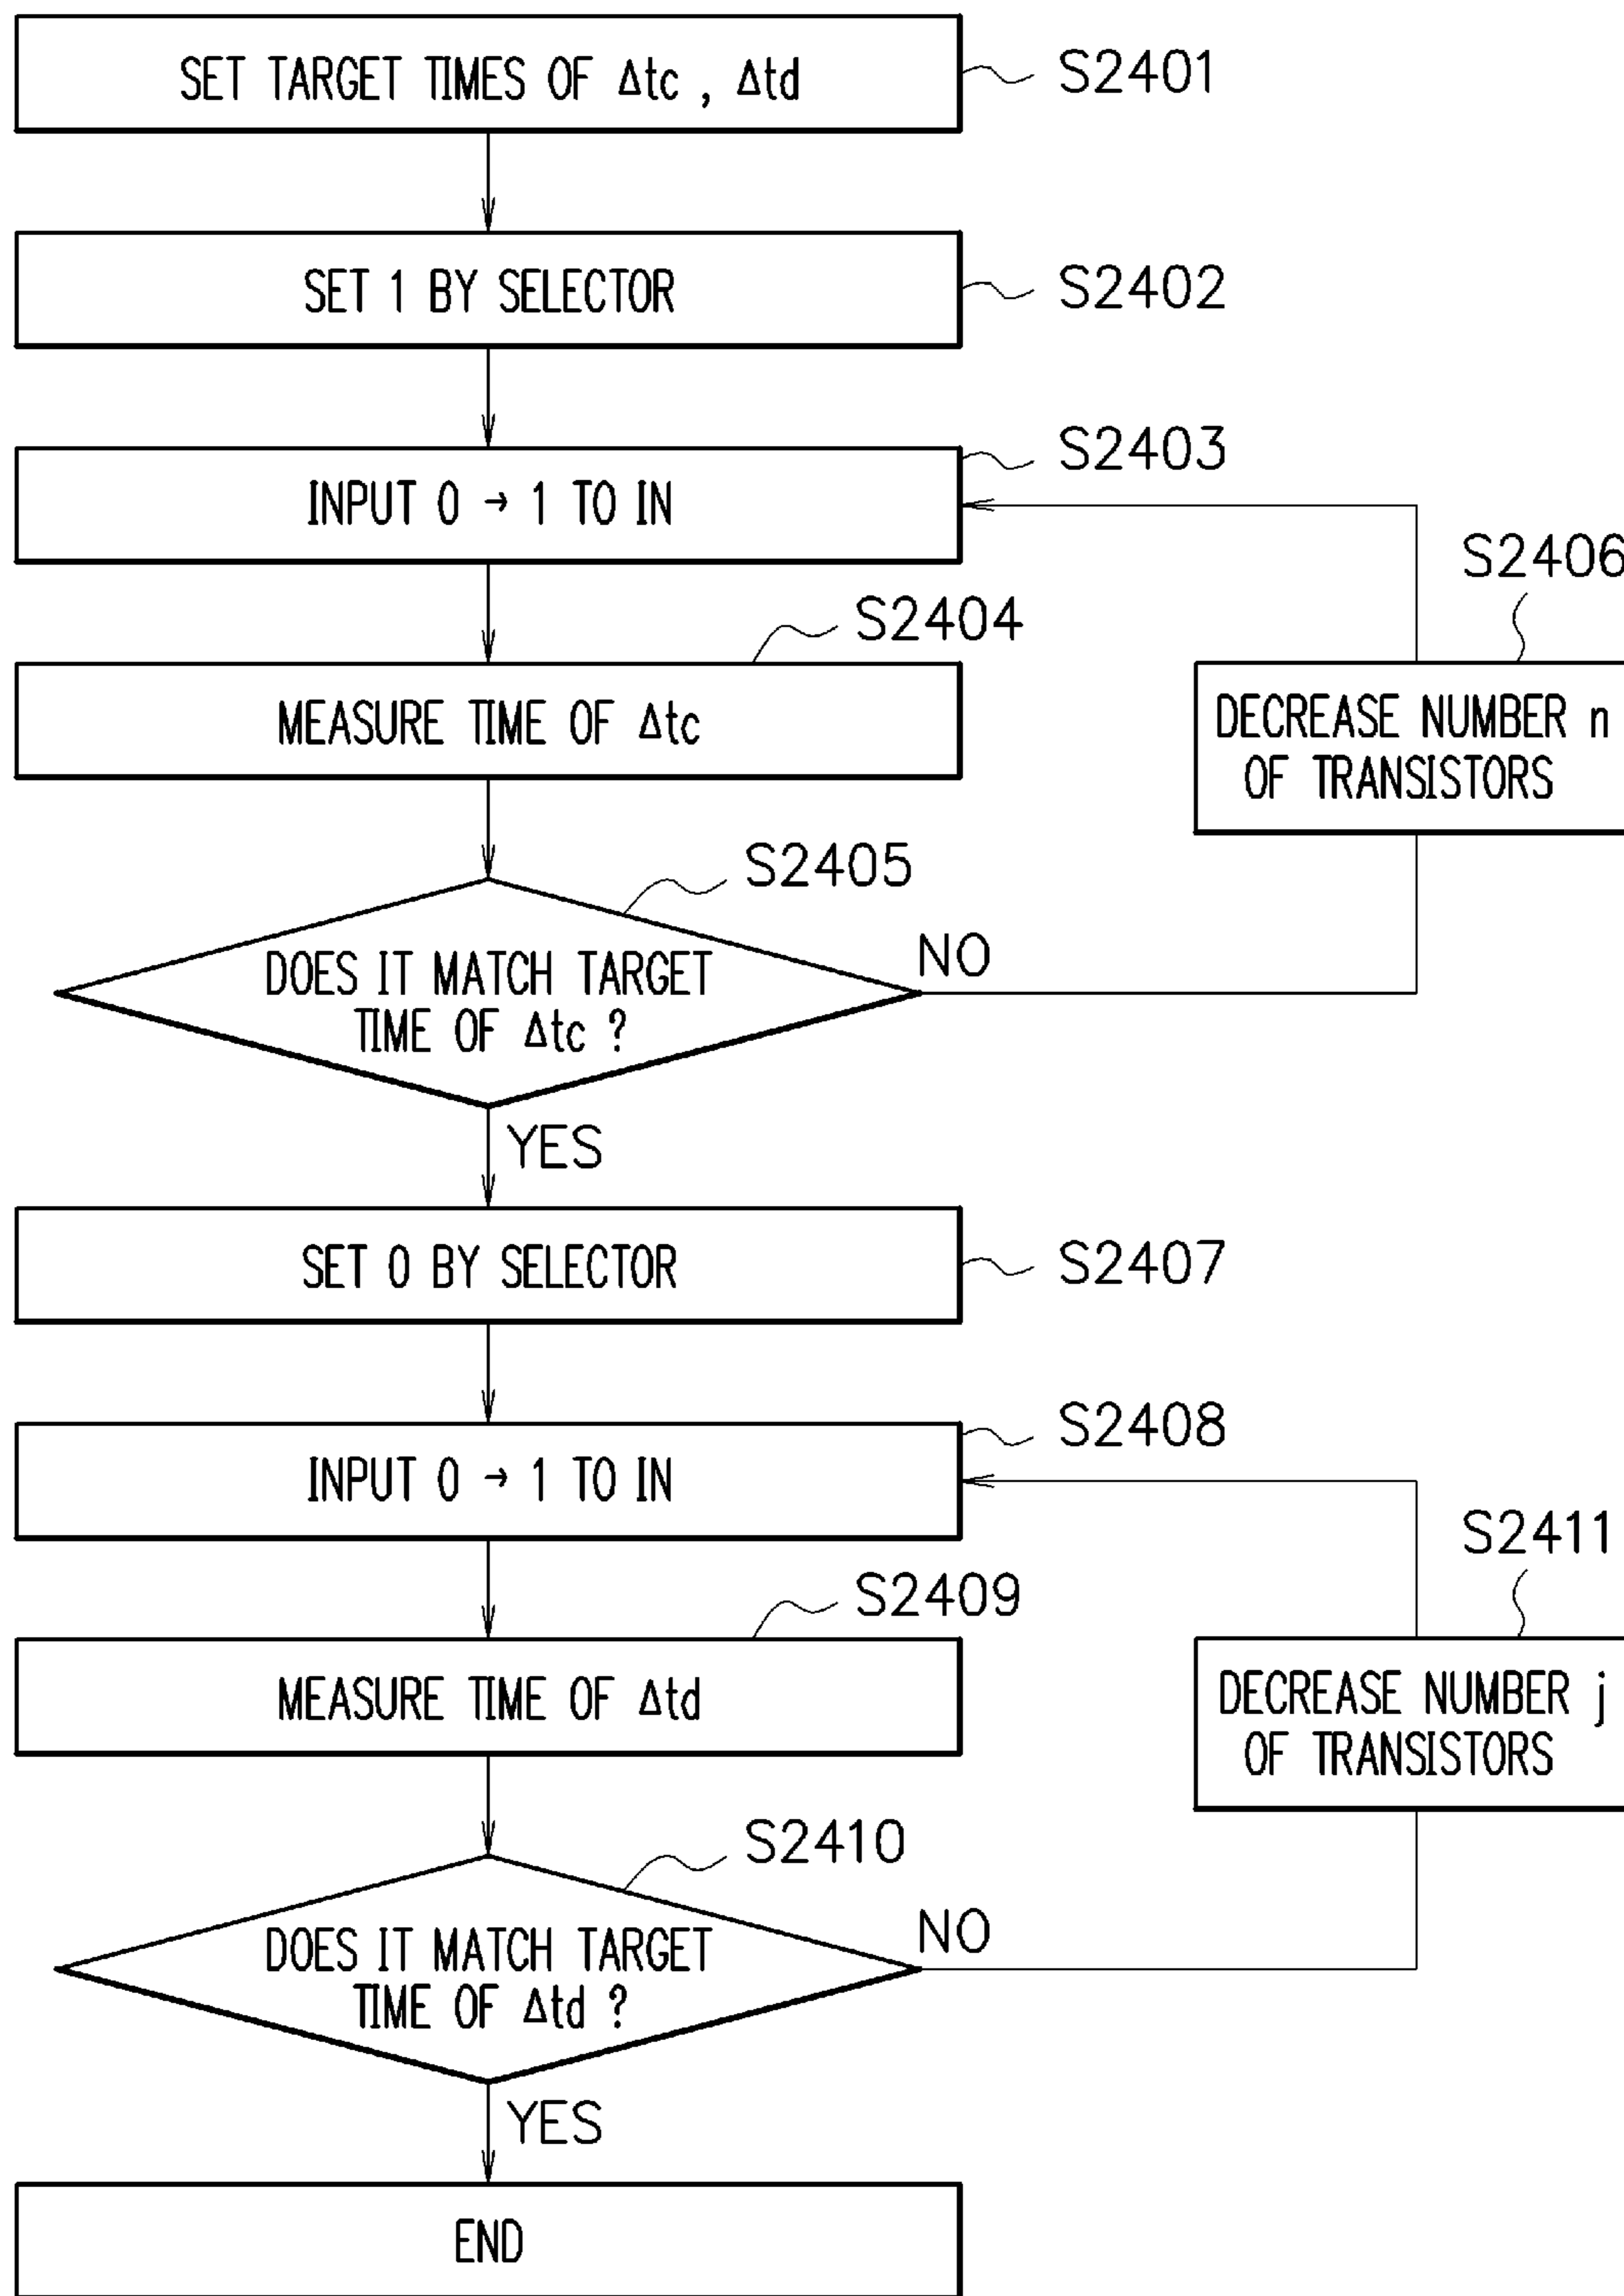 SET TARGET TIMES OF Δtc , Δtd
S2401
SET 1 BY SELECTOR
S2402
INPUT 0 → 1 TO IN
S2403
MEASURE TIME OF Δtc
S2404
DOES IT MATCH TARGET
TIME OF Δtc ?
S2405
NO
DECREASE NUMBER n
OF TRANSISTORS
S2406
YES
SET 0 BY SELECTOR
S2407
INPUT 0 → 1 TO IN
S2408
MEASURE TIME OF Δtd
S2409
DOES IT MATCH TARGET
TIME OF Δtd ?
S2410
NO
DECREASE NUMBER j
OF TRANSISTORS
S2411
YES
END